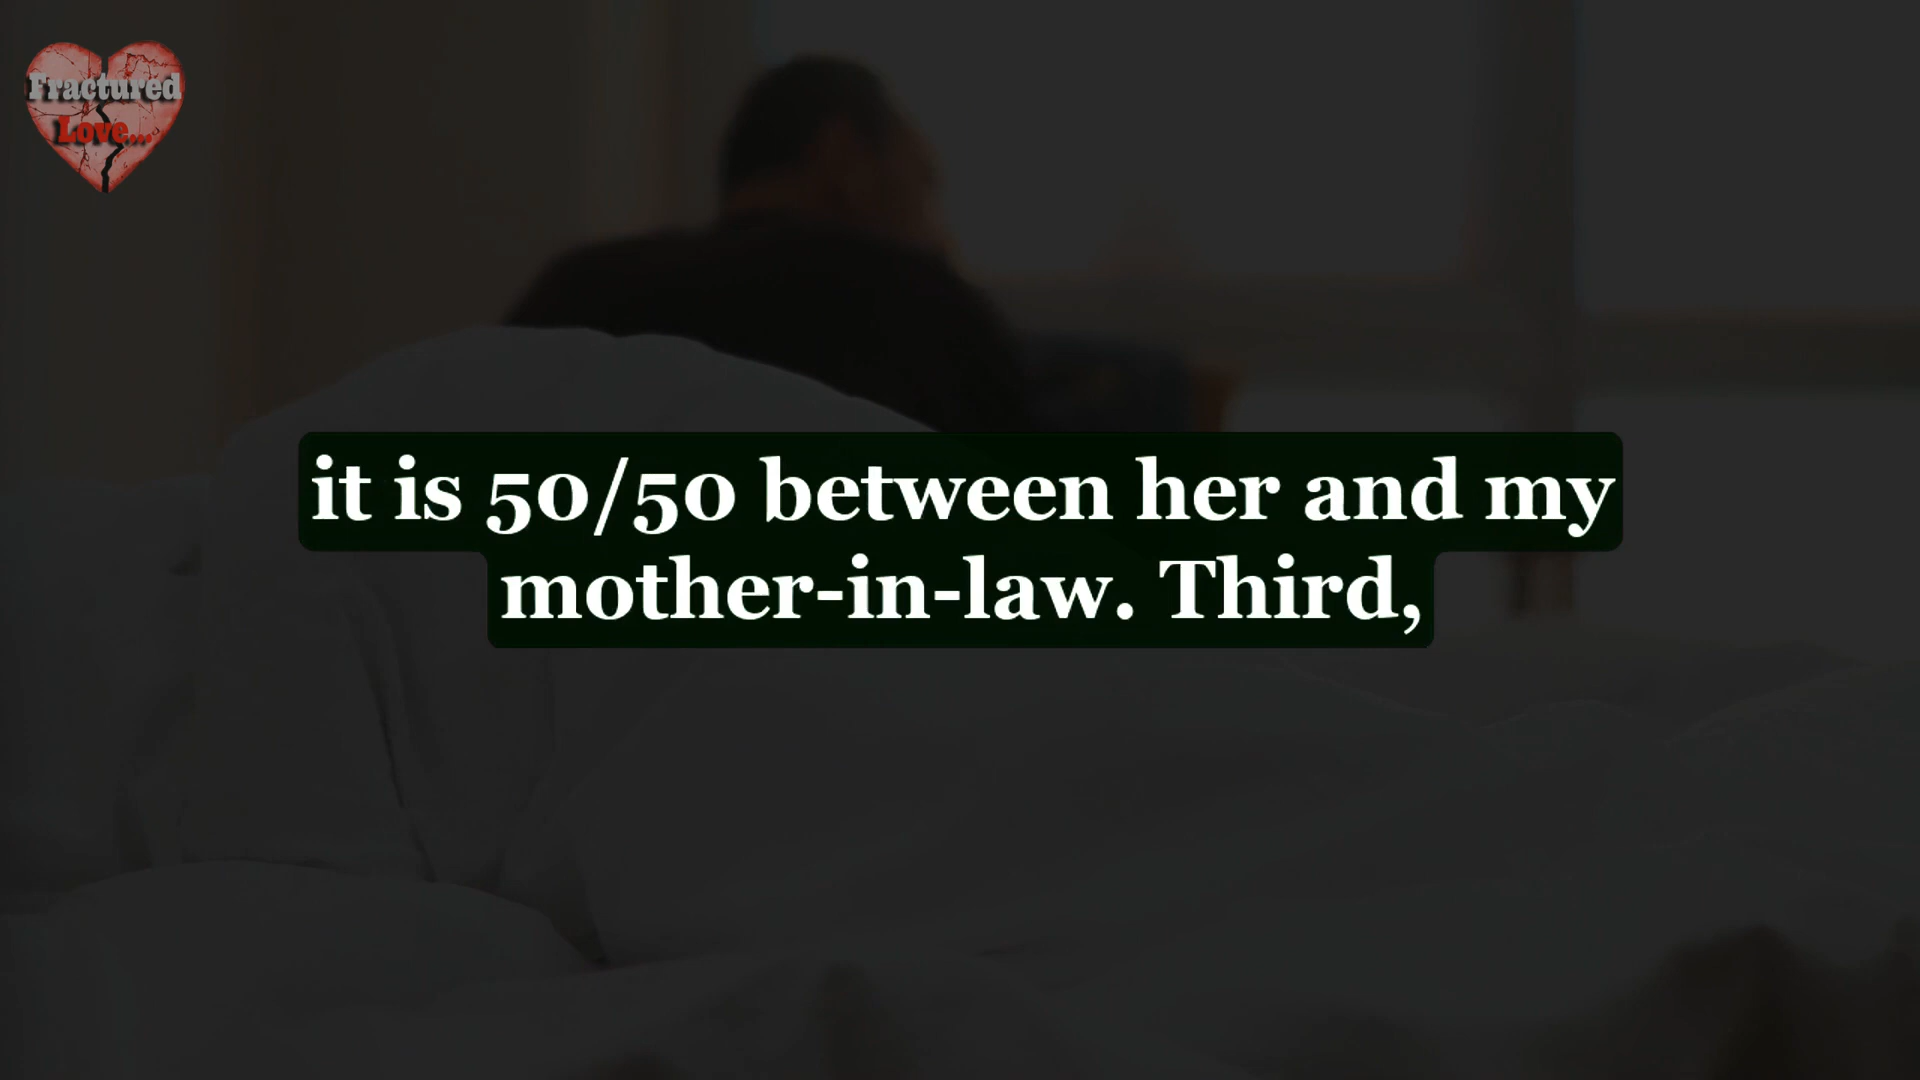 Fractured
Love...
it is 50/50 between her and my
mother-in-law. Third,